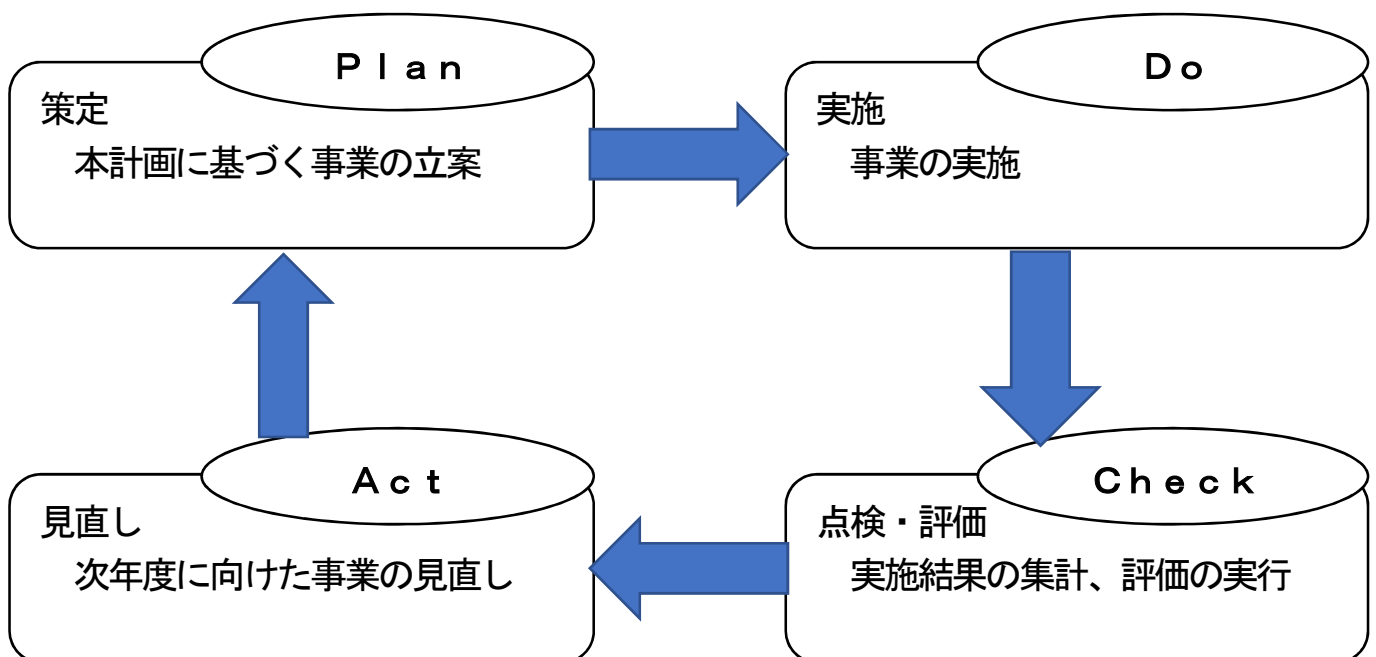 Ｐｌａｎ
策定
本計画に基づく事業の立案
Ｄｏ
実施
事業の実施
Ｃｈｅｃｋ
点検・評価
実施結果の集計、評価の実行
Ａｃｔ
見直し
次年度に向けた事業の見直し